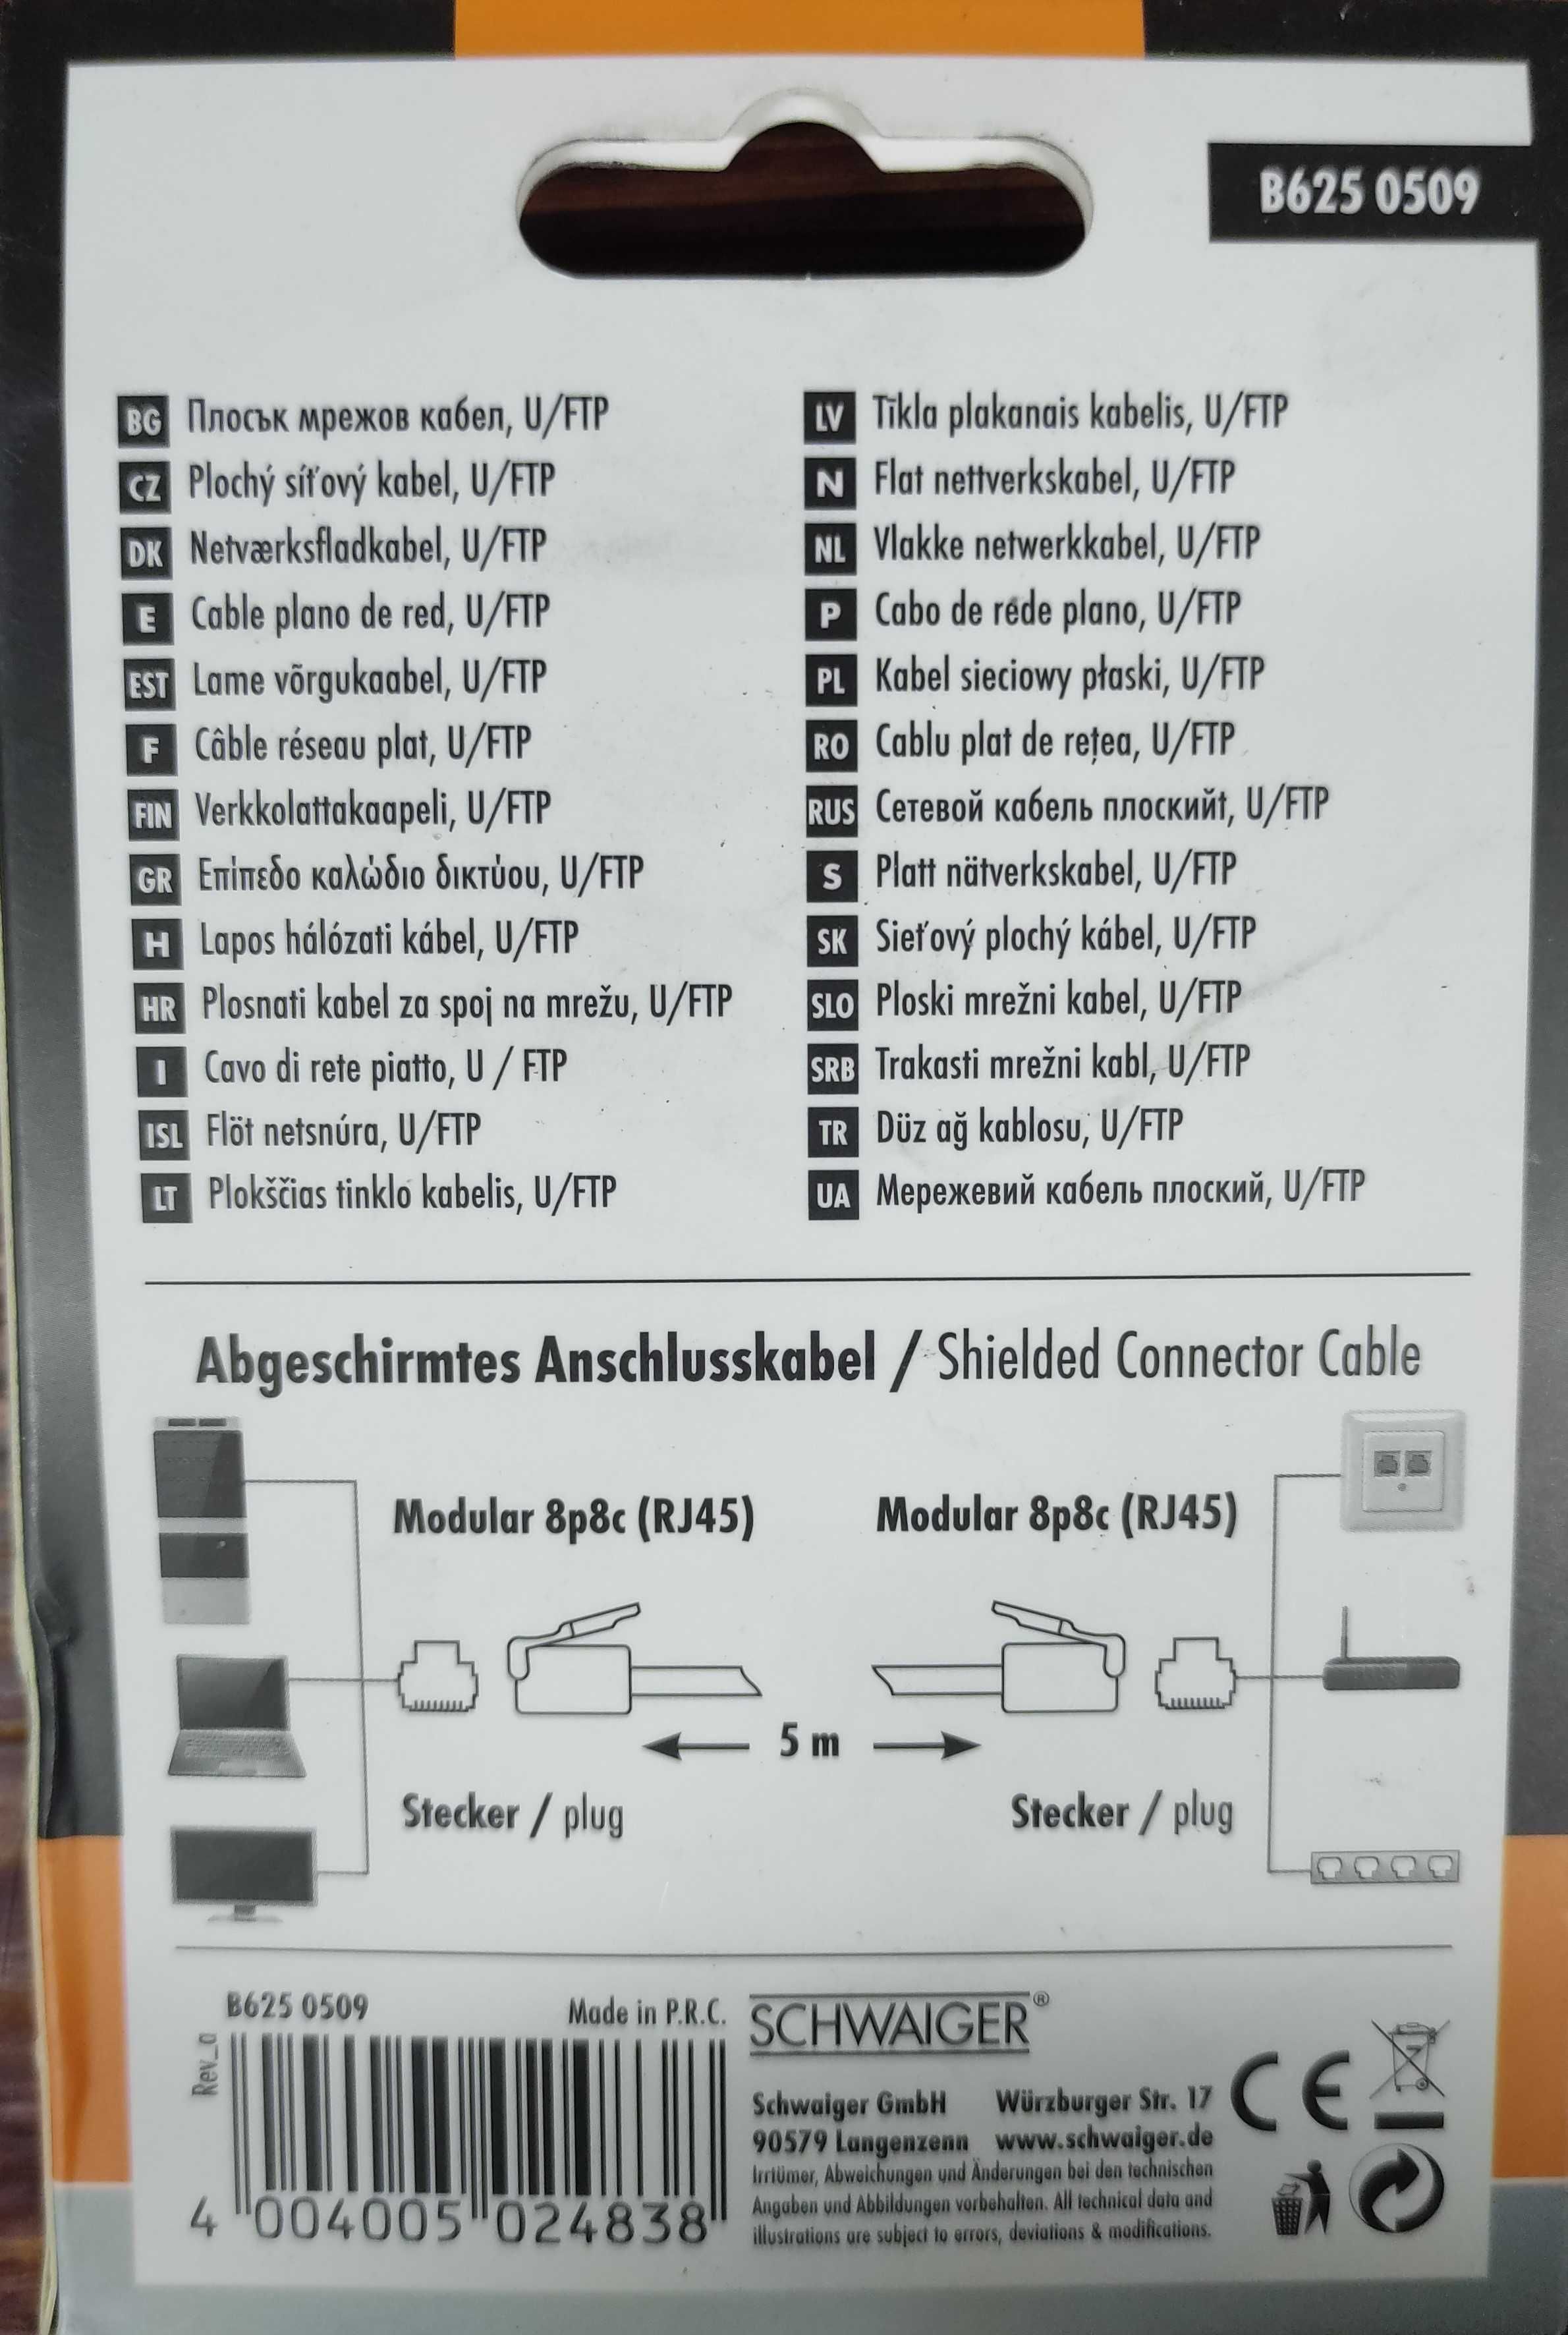 B625 0509
BG Плосък мрежов кабел, U/FTP
CZ Plochý síťový kabel, U/FTP
DK Netværksfladkabel, U/FTP
E Cable plano de red, U/FTP
EST Lame võrgukaabel, U/FTP
F Câble réseau plat, U/FTP
FIN Verkkolattakaapeli, U/FTP
GR Επίπεδο καλώδιο δικτύου, U/FTP
H Lapos hálózati kábel, U/FTP
HR Plosnati kabel za spoj na mrežu, U/FTP
I Cavo di rete piatto, U / FTP
ISL Flöt netsnúra, U/FTP
LT Plokščias tinklo kabelis, U/FTP
LV Tīkla plakanais kabelis, U/FTP
N Flat nettverkskabel, U/FTP
NL Vlakke netwerkkabel, U/FTP
P Cabo de rede plano, U/FTP
PL Kabel sieciowy płaski, U/FTP
RO Cablu plat de rețea, U/FTP
RUS Сетевой кабель плоскийt, U/FTP
S Platt nätverkskabel, U/FTP
SK Sieťový plochý kábel, U/FTP
SLO Ploski mrežni kabel, U/FTP
SRB Trakasti mrežni kabl, U/FTP
TR Düz ağ kablosu, U/FTP
UA Мережевий кабель плоский, U/FTP
Abgeschirmtes Anschlusskabel / Shielded Connector Cable
Modular 8p8c (RJ45) Modular 8p8c (RJ45)
5 m
Stecker / plug Stecker / plug
B625 0509 Made in P.R.C.
Rev_a
4 004005 024838
SCHWAIGER®
Schwaiger GmbH Würzburger Str. 17
90579 Langenzenn www.schwaiger.de
Irrtümer, Abweichungen und Änderungen bei den technischen
Angaben und Abbildungen vorbehalten. All technical data and
illustrations are subject to errors, deviations & modifications.
CE